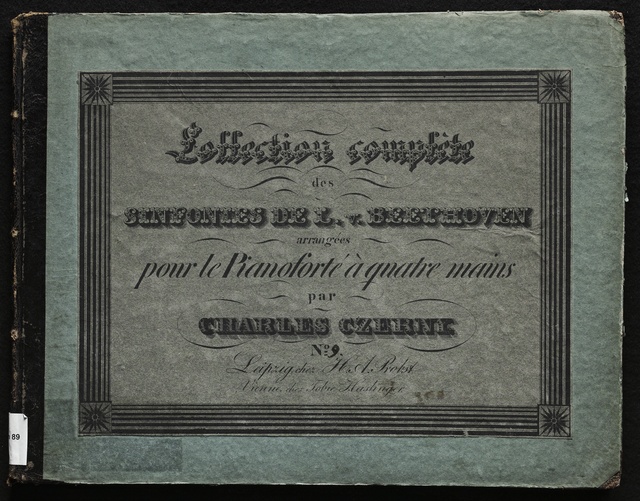 Collection complète
des
SINFONIES DE L. v. BEETHOVEN
arrangées
pour le Pianoforté à quatre mains
par
CHARLES CZERNY
No. 9.
Leipzig, chez H. A. Probst
Vienne, chez Tobie Haslinger
89